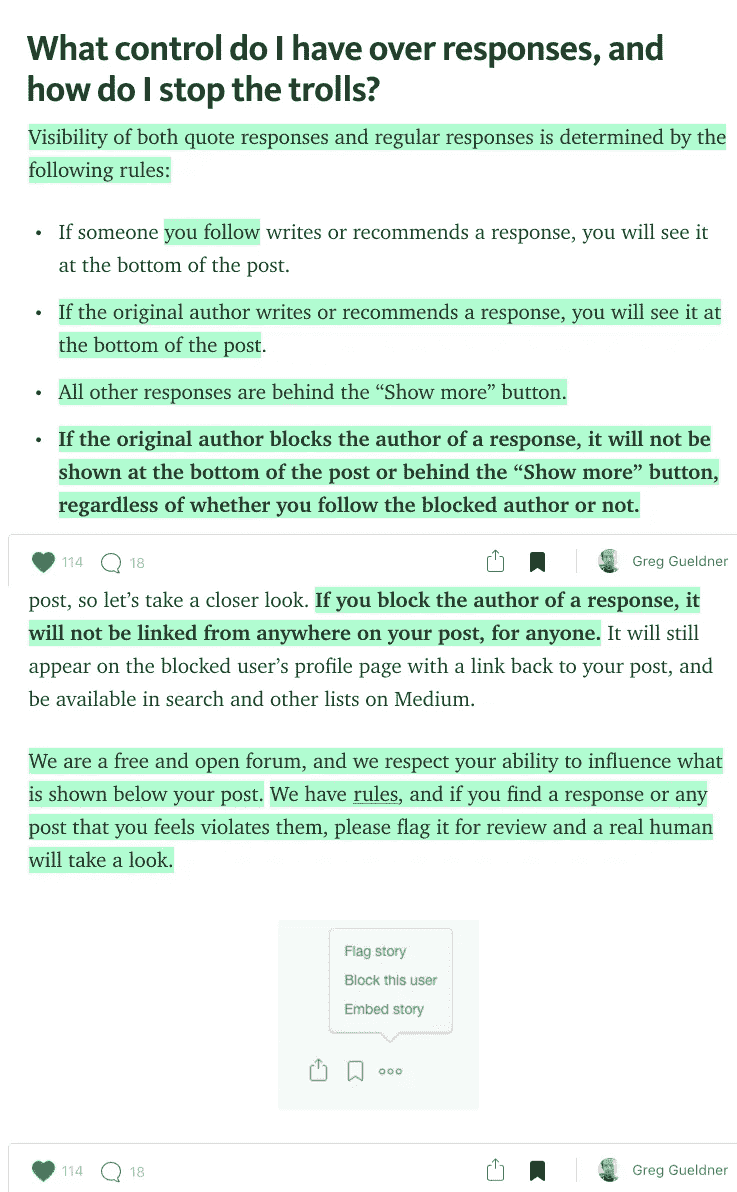 What control do I have over responses, and
how do I stop the trolls?
Visibility of both quote responses and regular responses is determined by the
following rules:
• If someone you follow writes or recommends a response, you will see it
at the bottom of the post.
• If the original author writes or recommends a response, you will see it at
the bottom of the post.
• All other responses are behind the “Show more” button.
• If the original author blocks the author of a response, it will not be
shown at the bottom of the post or behind the “Show more” button,
regardless of whether you follow the blocked author or not.
114 18 Greg Gueldner
post, so let’s take a closer look. If you block the author of a response, it
will not be linked from anywhere on your post, for anyone. It will still
appear on the blocked user’s profile page with a link back to your post, and
be available in search and other lists on Medium.
We are a free and open forum, and we respect your ability to influence what
is shown below your post. We have rules, and if you find a response or any
post that you feels violates them, please flag it for review and a real human
will take a look.
Flag story
Block this user
Embed story
114 18 Greg Gueldner